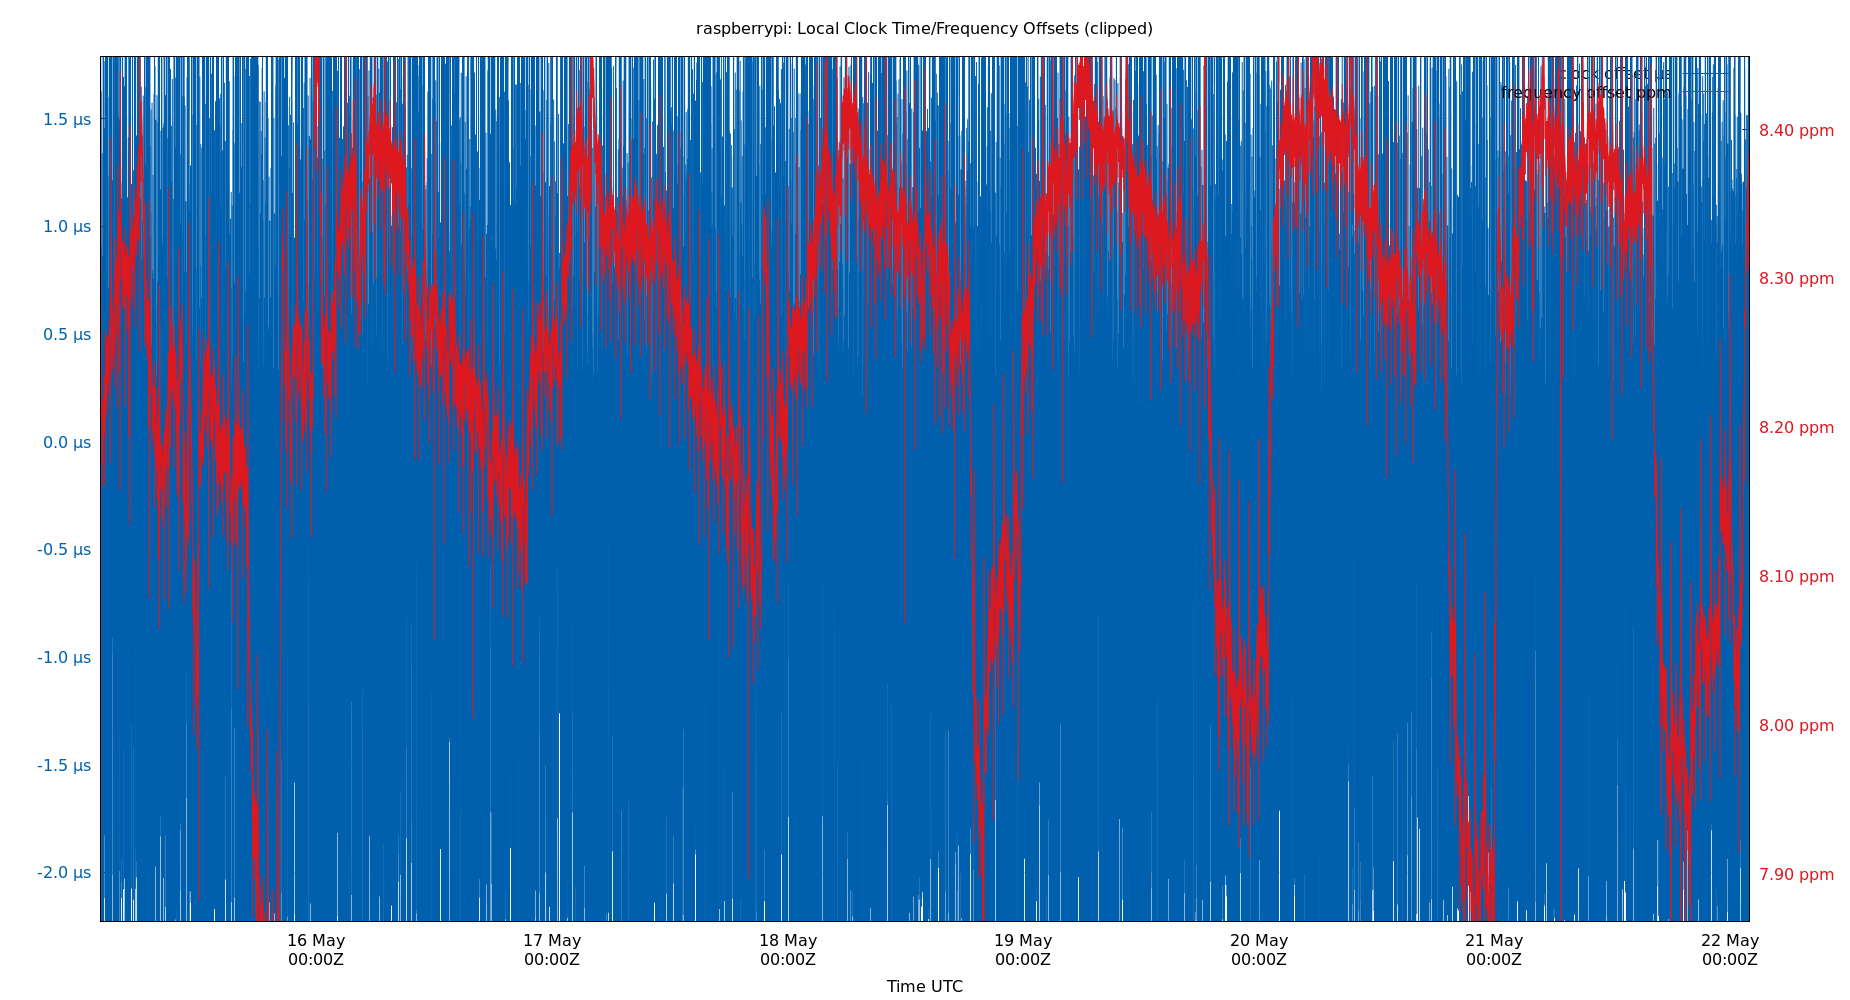 raspberrypi: Local Clock Time/Frequency Offsets (clipped)
clock offset µs
frequency offset ppm
1.5 µs
1.0 µs
0.5 µs
0.0 µs
-0.5 µs
-1.0 µs
-1.5 µs
-2.0 µs
8.40 ppm
8.30 ppm
8.20 ppm
8.10 ppm
8.00 ppm
7.90 ppm
16 May
00:00Z
17 May
00:00Z
18 May
00:00Z
19 May
00:00Z
20 May
00:00Z
21 May
00:00Z
22 May
00:00Z
Time UTC